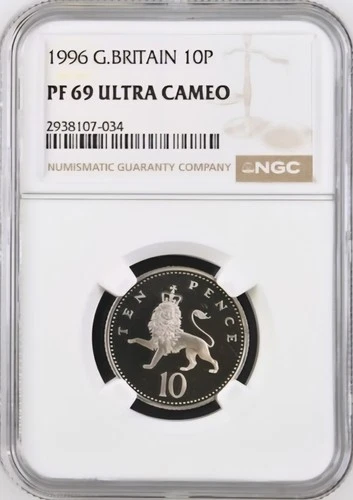 1996 G.BRITAIN 10P
PF 69 ULTRA CAMEO
2938107-034
NUMISMATIC GUARANTY COMPANY NGC
TEN PENCE
10